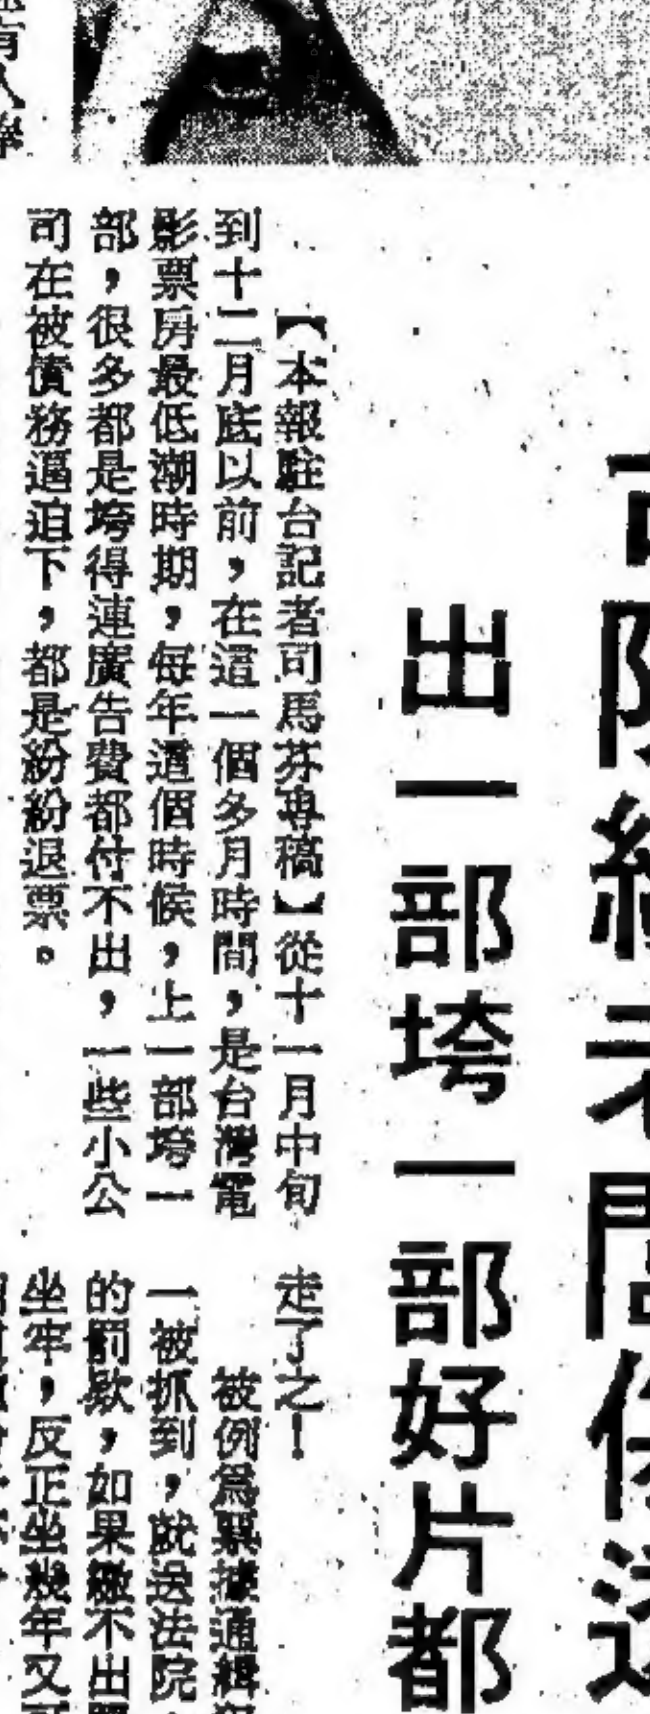 出一部垮一部好片都
【本報駐台記者司馬芬專稿】從十一月中旬
到十二月底以前，在這一個多月時間，是台灣電
影票房最低潮時期，每年這個時候，上一部垮一
部，很多都是垮得連廣告費都付不出，一些小公
司在被債務逼迫下，都是紛紛退票。
走了之！
被例爲票據通緝犯
一被抓到，就送法院，
的罰欵，如果繳不出罰
坐牢，反正坐幾年又可